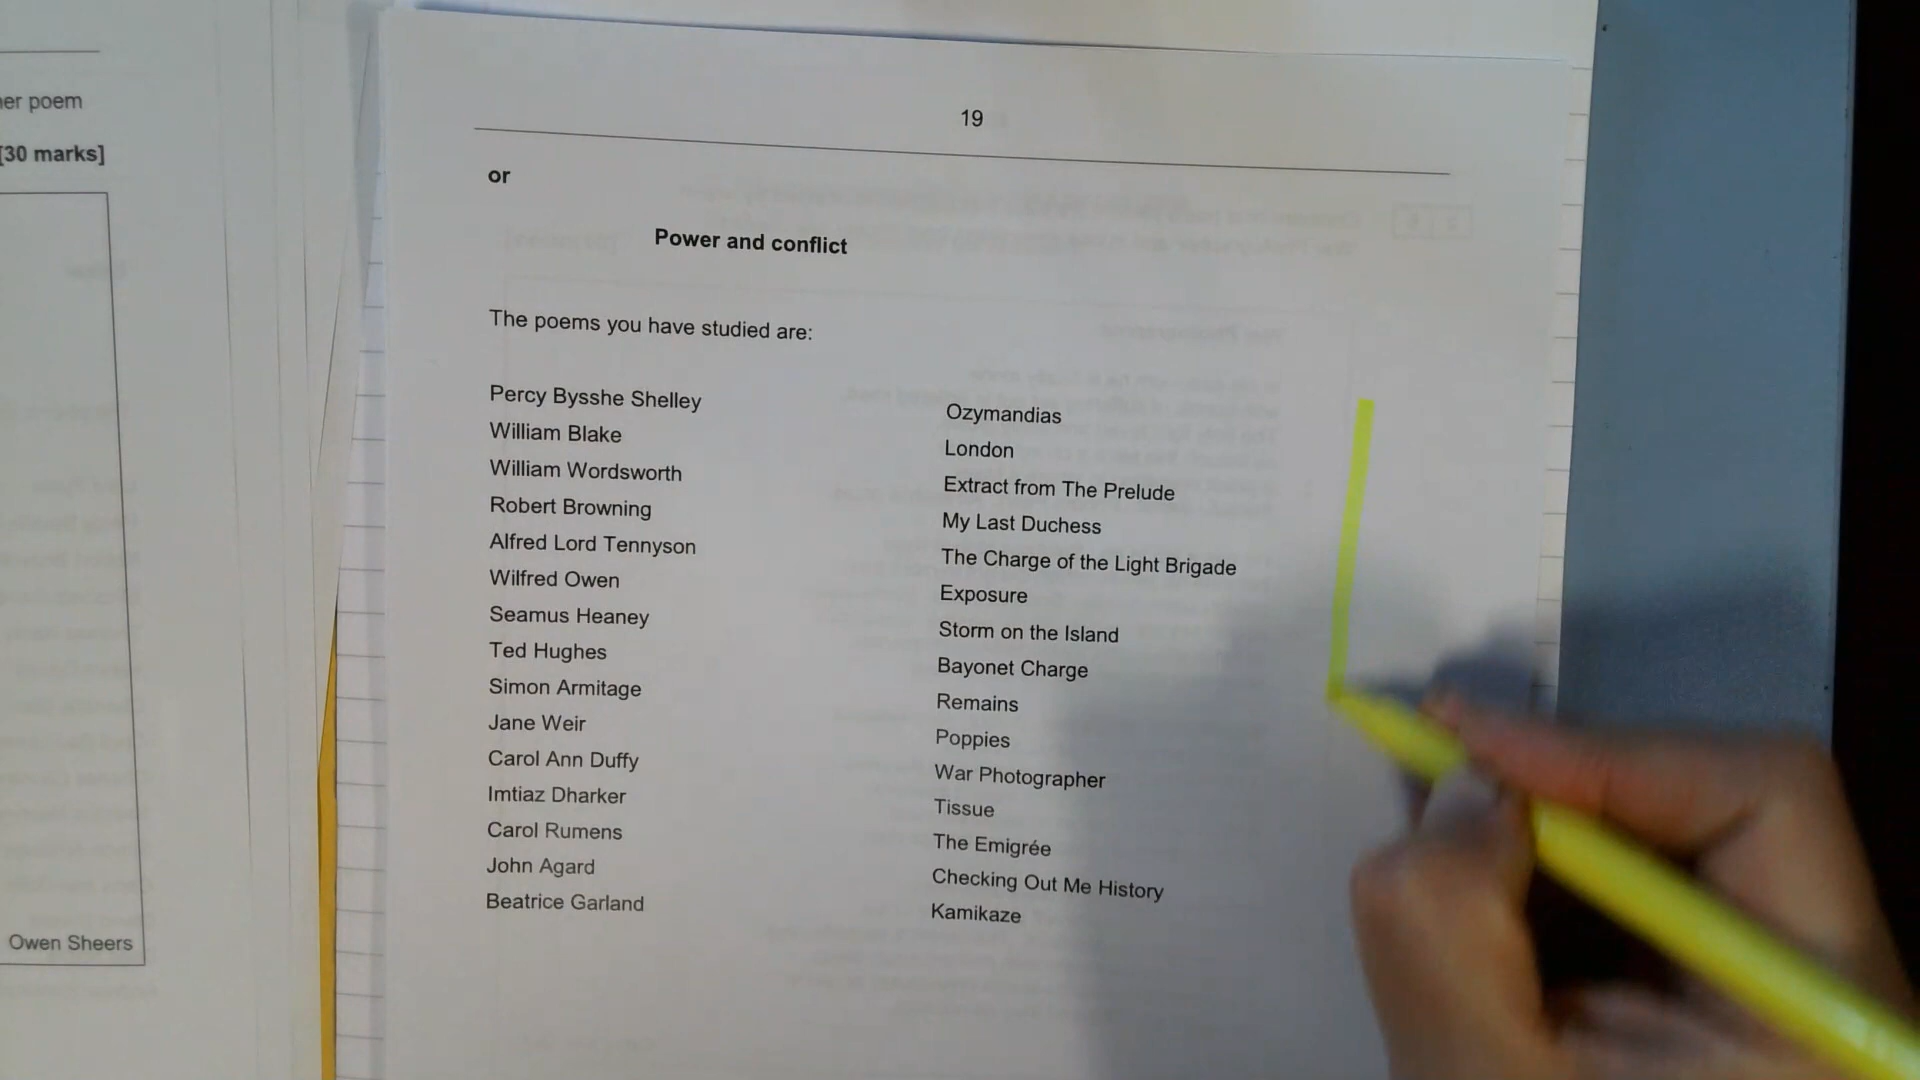 er poem
[30 marks]
Owen Sheers
19
or
Power and conflict
The poems you have studied are:
Percy Bysshe Shelley Ozymandias
William Blake London
William Wordsworth Extract from The Prelude
Robert Browning My Last Duchess
Alfred Lord Tennyson The Charge of the Light Brigade
Wilfred Owen Exposure
Seamus Heaney Storm on the Island
Ted Hughes Bayonet Charge
Simon Armitage Remains
Jane Weir Poppies
Carol Ann Duffy War Photographer
Imtiaz Dharker Tissue
Carol Rumens The Emigrée
John Agard Checking Out Me History
Beatrice Garland Kamikaze